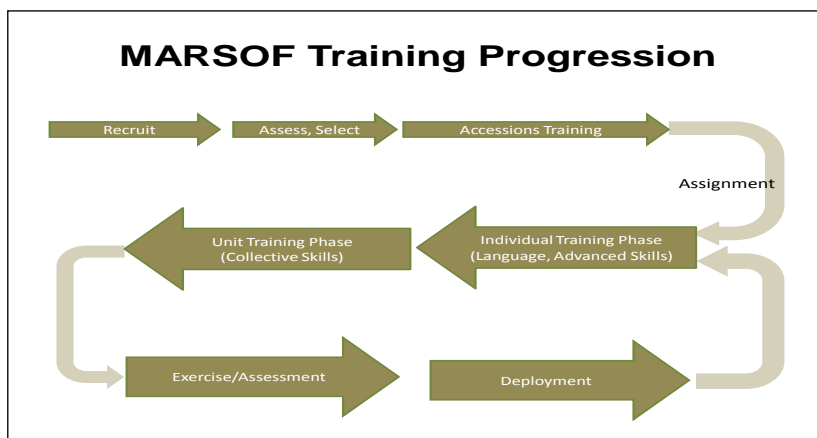 MARSOF Training Progression
Recruit
Assess, Select
Accessions Training
Assignment
Unit Training Phase
(Collective Skills)
Individual Training Phase
(Language, Advanced Skills)
Exercise/Assessment
Deployment